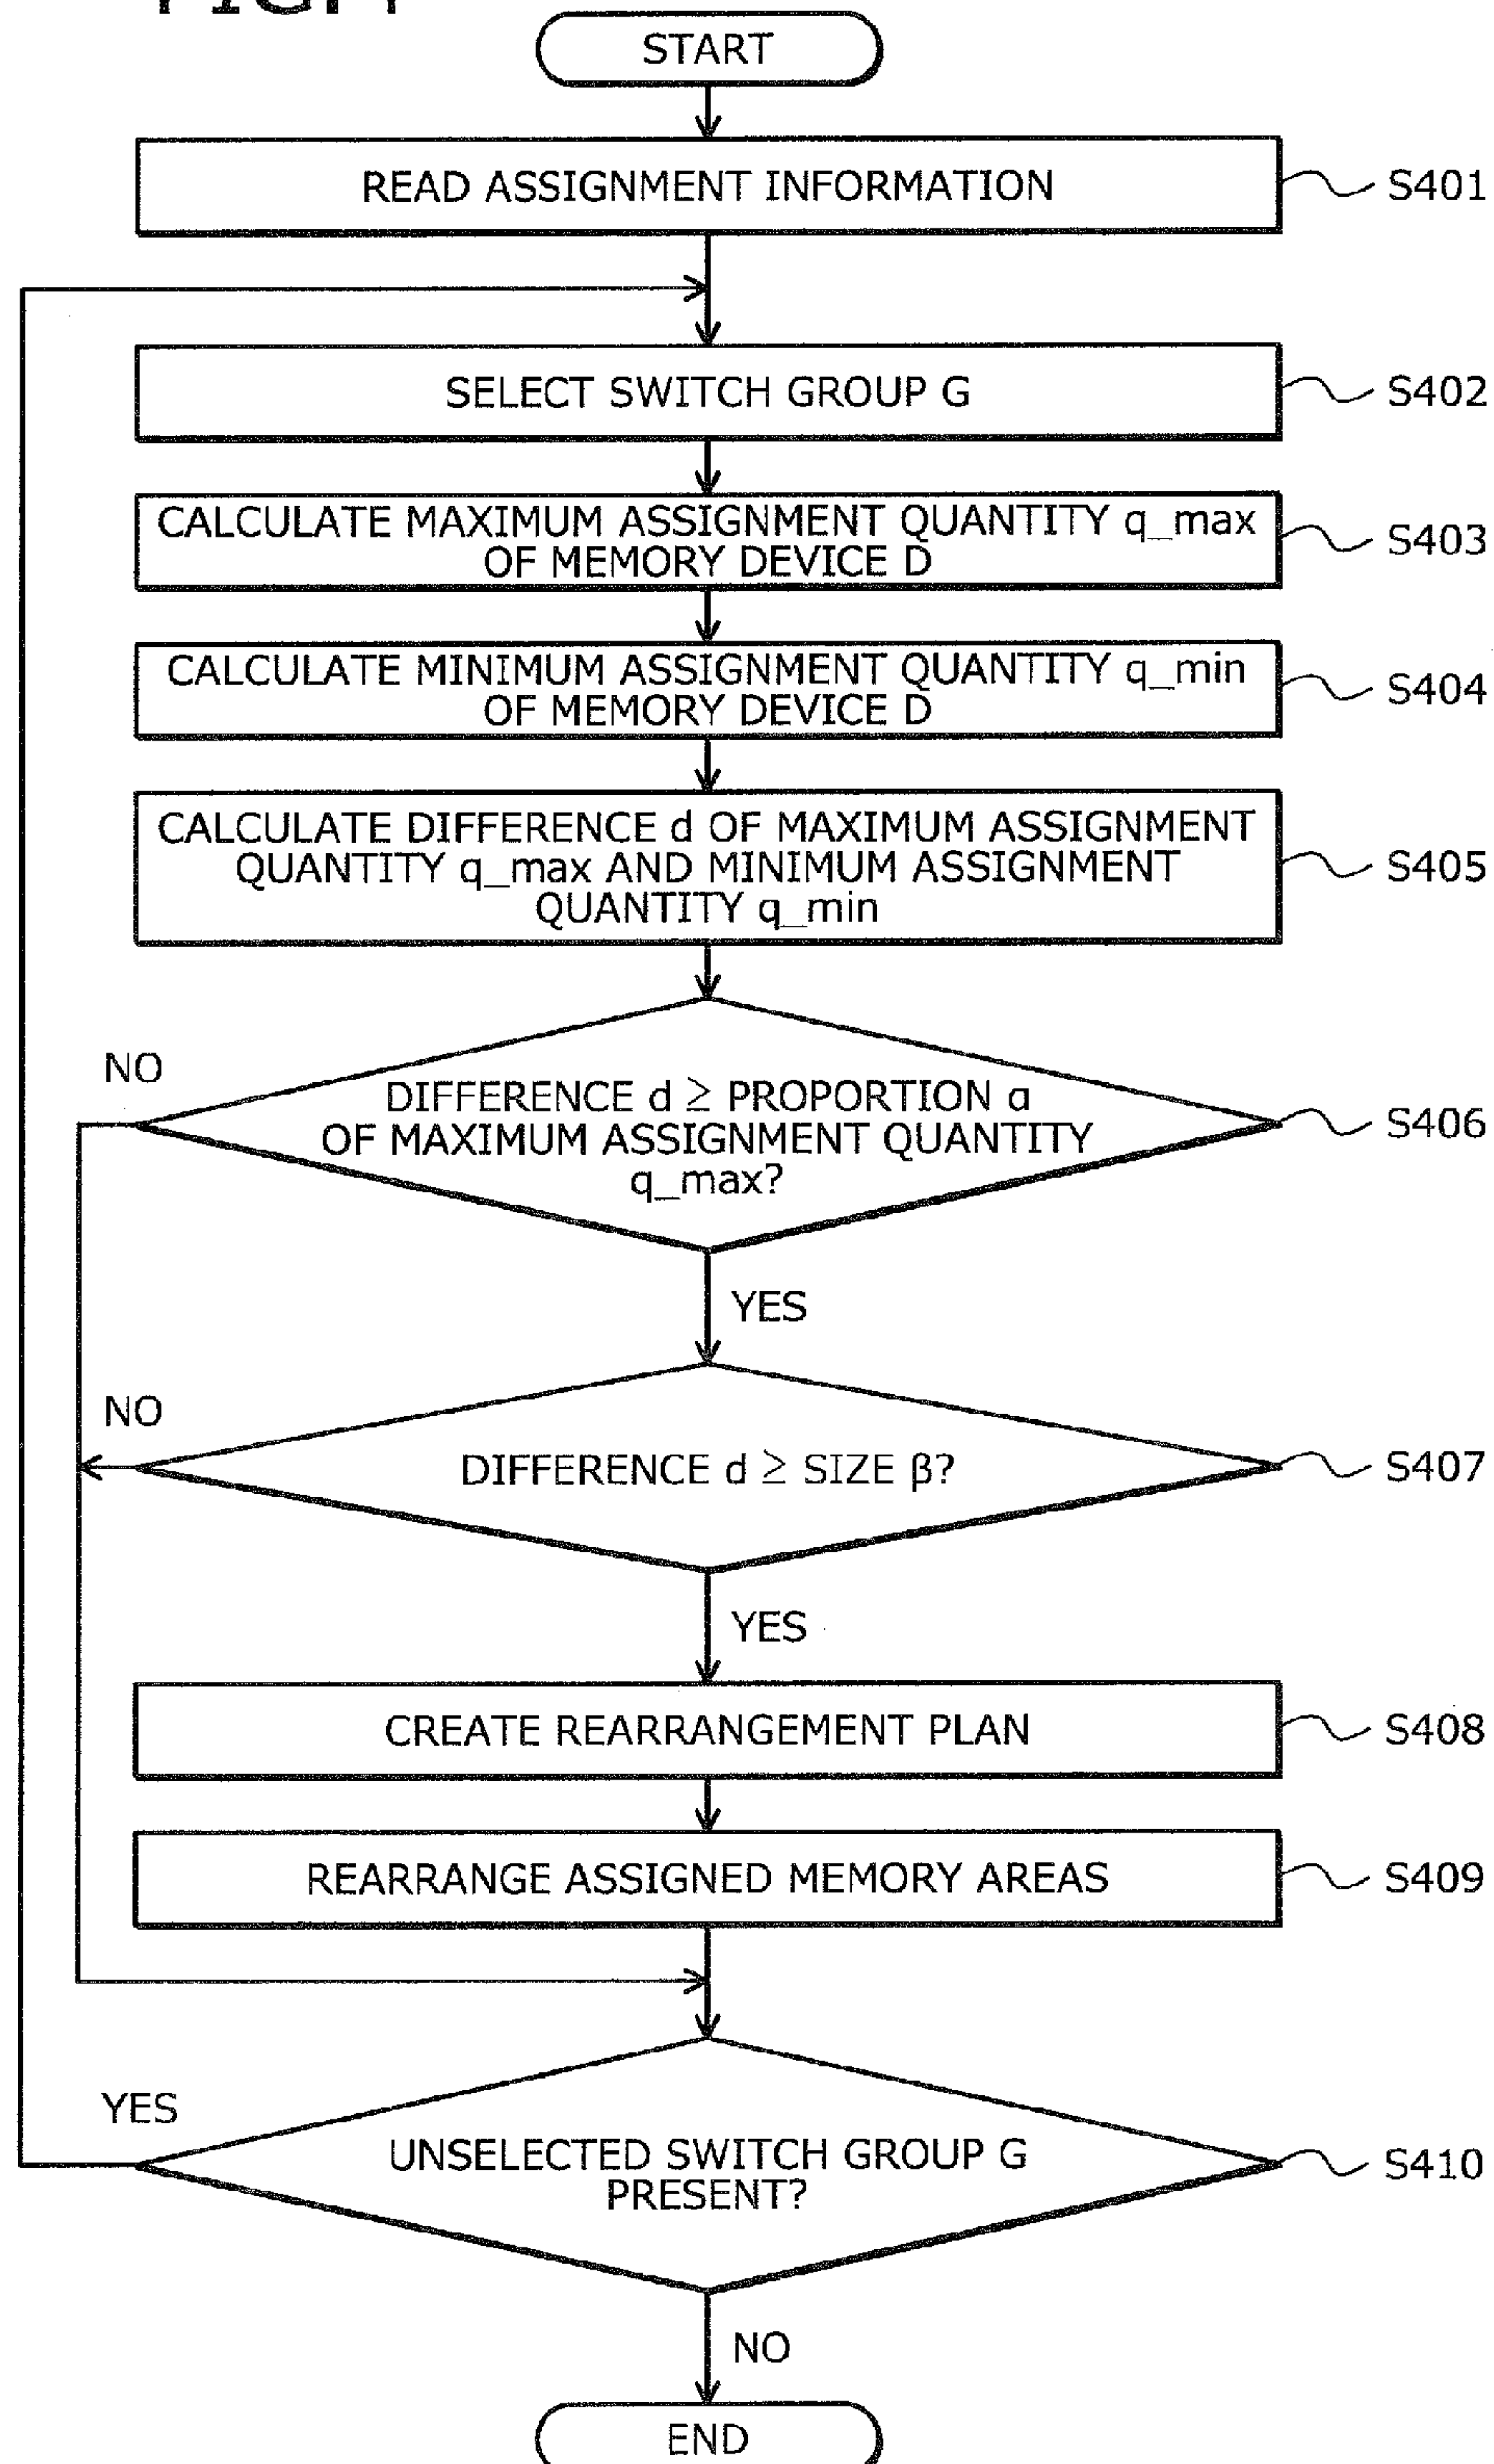 START
READ ASSIGNMENT INFORMATION
S401
SELECT SWITCH GROUP G
S402
CALCULATE MAXIMUM ASSIGNMENT QUANTITY q_max
OF MEMORY DEVICE D
S403
CALCULATE MINIMUM ASSIGNMENT QUANTITY q_min
OF MEMORY DEVICE D
S404
CALCULATE DIFFERENCE d OF MAXIMUM ASSIGNMENT
QUANTITY q_max AND MINIMUM ASSIGNMENT
QUANTITY q_min
S405
NO
DIFFERENCE d ≥ PROPORTION α
OF MAXIMUM ASSIGNMENT QUANTITY
q_max?
S406
YES
NO
DIFFERENCE d ≥ SIZE β?
S407
YES
CREATE REARRANGEMENT PLAN
S408
REARRANGE ASSIGNED MEMORY AREAS
S409
YES
UNSELECTED SWITCH GROUP G
PRESENT?
S410
NO
END